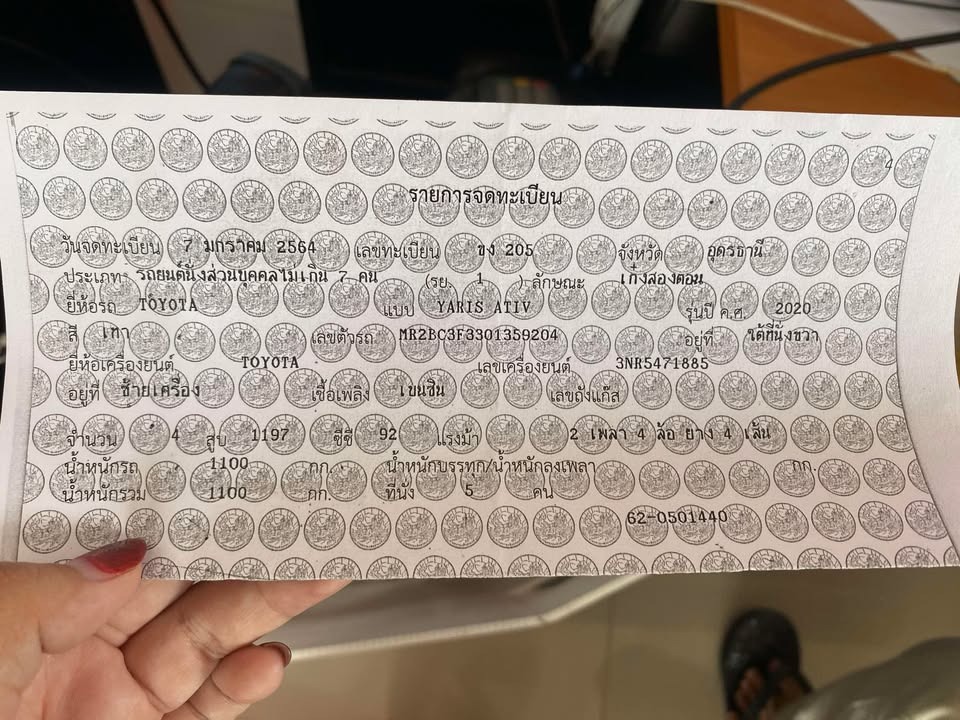 4
รายการจดทะเบียน
วันจดทะเบียน 7 มกราคม 2564 เลขทะเบียน ขง 205 จังหวัด อุดรธานี
ประเภท รถยนต์นั่งส่วนบุคคลไม่เกิน 7 คน (รย. 1 ) ลักษณะ เก๋งสองตอน
ยี่ห้อรถ TOYOTA แบบ YARIS ATIV รุ่นปี ค.ศ. 2020
สี เทา เลขตัวรถ MR2BC3F3301359204 อยู่ที่ ใต้ที่นั่งขวา
ยี่ห้อเครื่องยนต์ TOYOTA เลขเครื่องยนต์ 3NR5471885
อยู่ที่ ซ้ายเครื่อง เชื้อเพลิง เบนซิน เลขถังแก๊ส
จำนวน 4 สูบ 1197 ซีซี 92 แรงม้า 2 เพลา 4 ล้อ ยาง 4 เส้น
น้ำหนักรถ 1100 กก. น้ำหนักบรรทุก/น้ำหนักลงเพลา กก.
น้ำหนักรวม 1100 กก. ที่นั่ง 5 คน
62-0501440